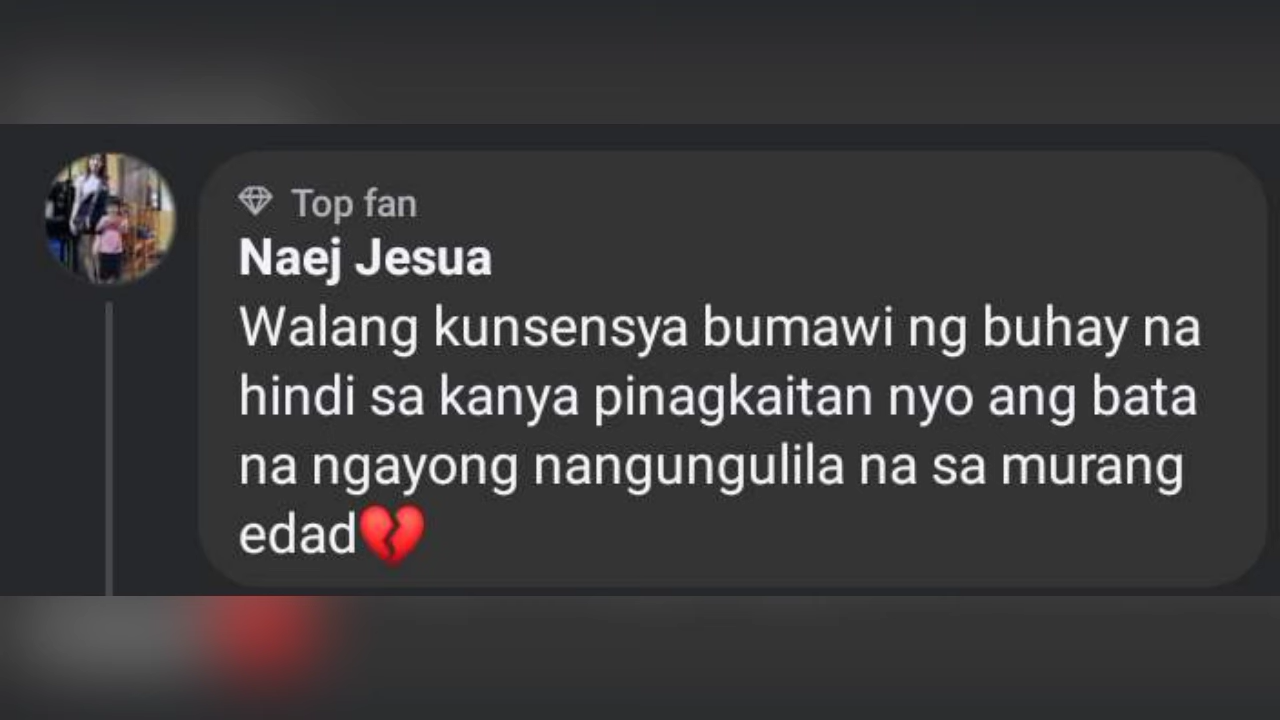 Top fan
Naej Jesua
Walang kunsensya bumawi ng buhay na
hindi sa kanya pinagkaitan nyo ang bata
na ngayong nangungulila na sa murang
edad💔